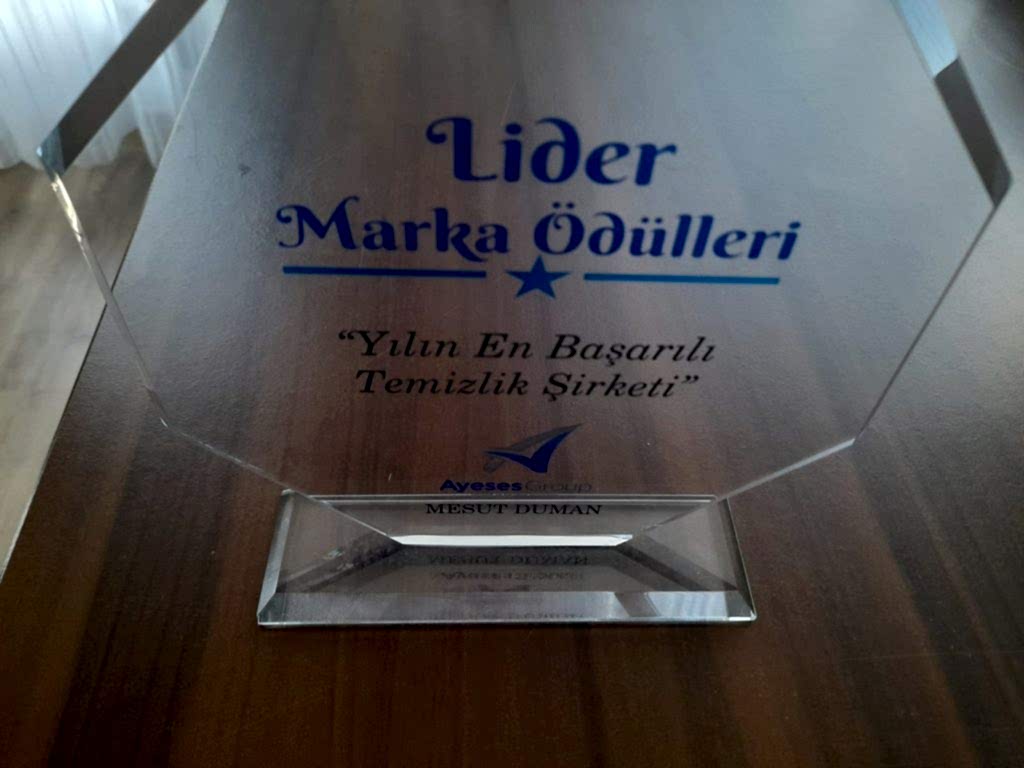 Lider
Marka Ödülleri
“Yılın En Başarılı
Temizlik Şirketi”
Ayeses Group
MESUT DUMAN